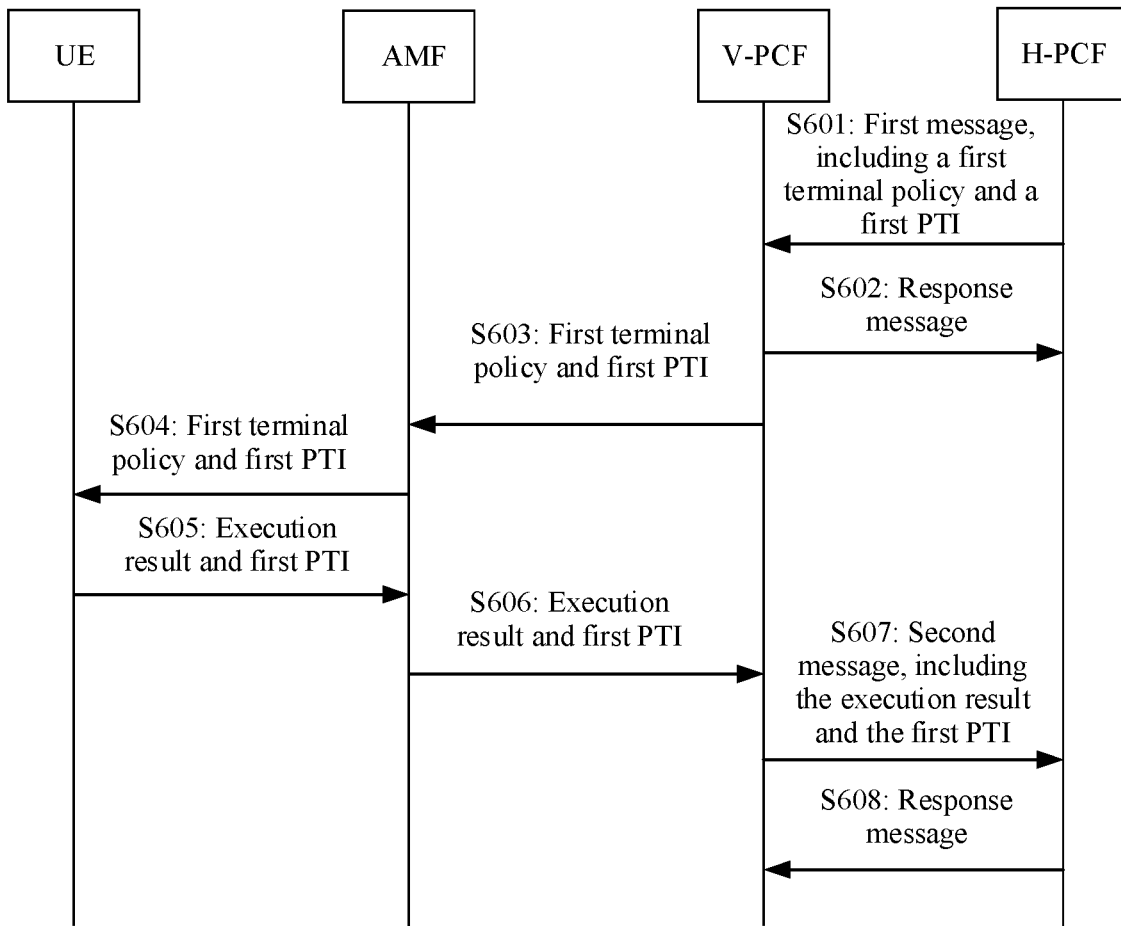 UE
AMF
V-PCF
H-PCF
S601: First message,
including a first
terminal policy and a
first PTI
S602: Response
message
S603: First terminal
policy and first PTI
S604: First terminal
policy and first PTI
S605: Execution
result and first PTI
S606: Execution
result and first PTI
S607: Second
message, including
the execution result
and the first PTI
S608: Response
message